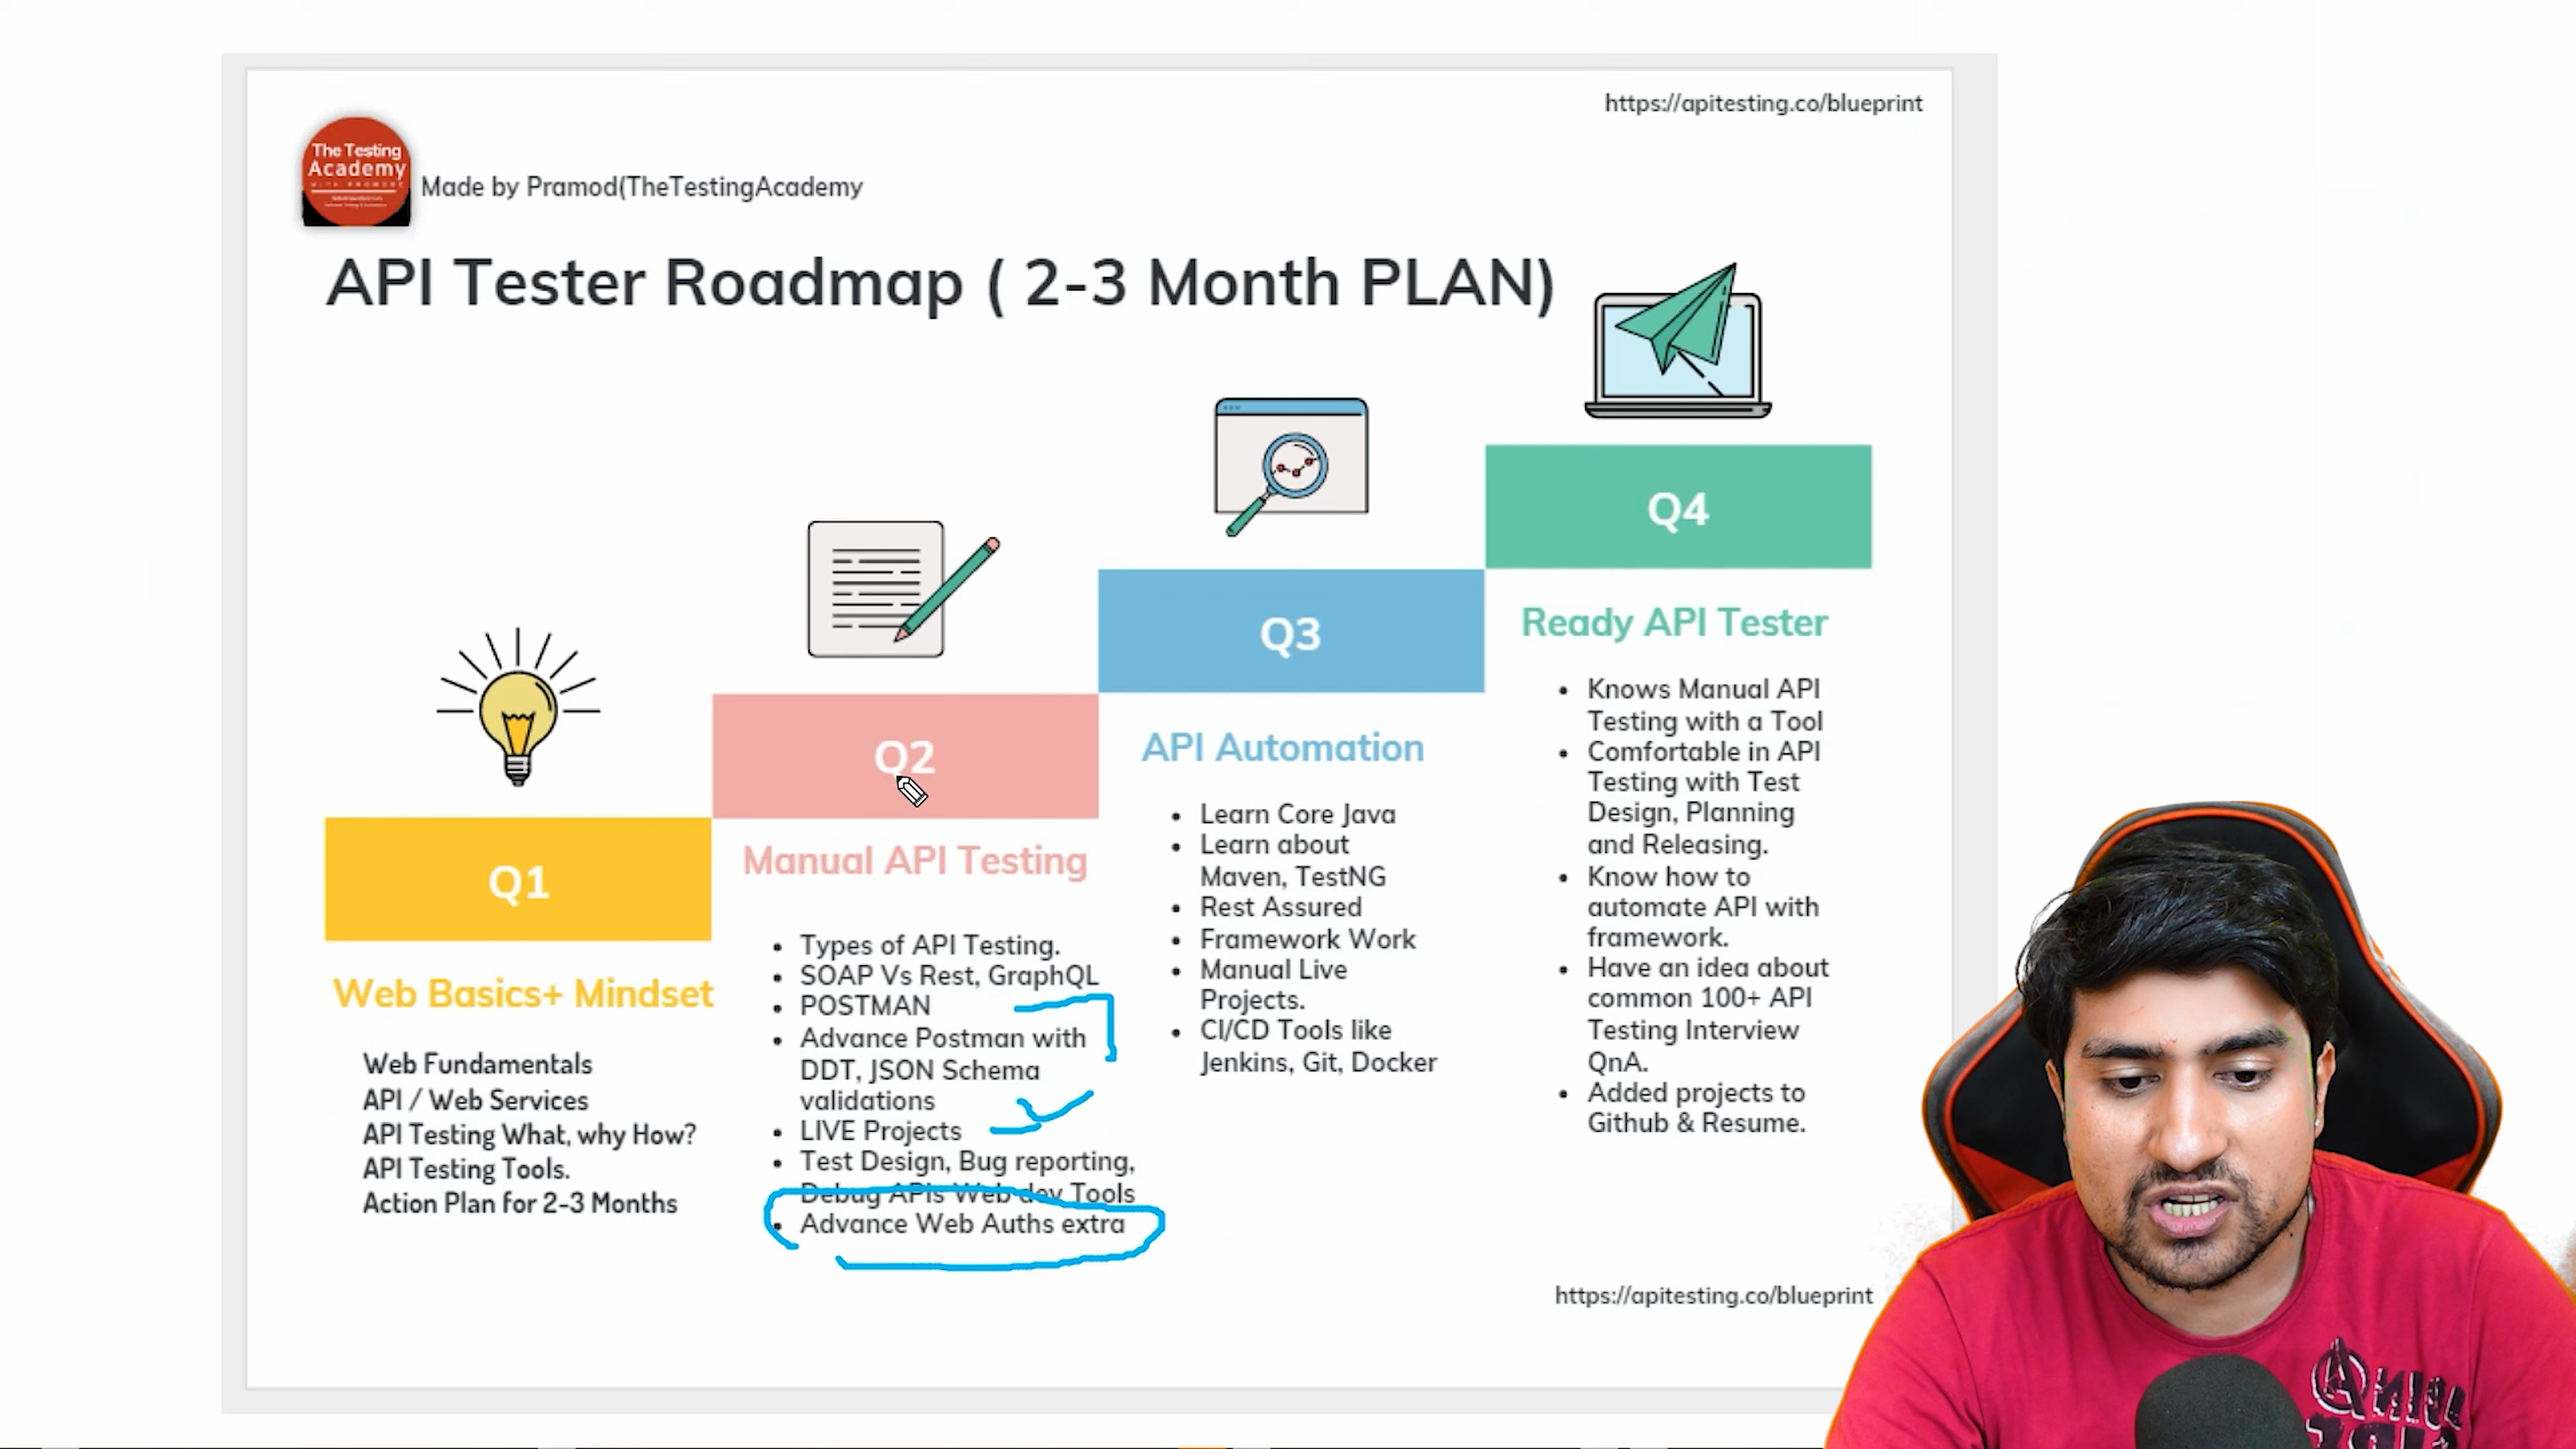 https://apitesting.co/blueprint
The Testing
Academy
Made by Pramod(TheTestingAcademy
API Tester Roadmap ( 2-3 Month PLAN)
Q1
Web Basics+ Mindset
Web Fundamentals
API / Web Services
API Testing What, why How?
API Testing Tools.
Action Plan for 2-3 Months
Q2
Manual API Testing
• Types of API Testing.
• SOAP Vs Rest, GraphQL
• POSTMAN
• Advance Postman with
DDT, JSON Schema
validations
• LIVE Projects
• Test Design, Bug reporting,
Debug APIs Web dev Tools
• Advance Web Auths extra
Q3
API Automation
• Learn Core Java
• Learn about
Maven, TestNG
• Rest Assured
• Framework Work
• Manual Live
Projects.
• CI/CD Tools like
Jenkins, Git, Docker
Q4
Ready API Tester
• Knows Manual API
Testing with a Tool
• Comfortable in API
Testing with Test
Design, Planning
and Releasing.
• Know how to
automate API with
framework.
• Have an idea about
common 100+ API
Testing Interview
QnA.
• Added projects to
Github & Resume.
https://apitesting.co/blueprint